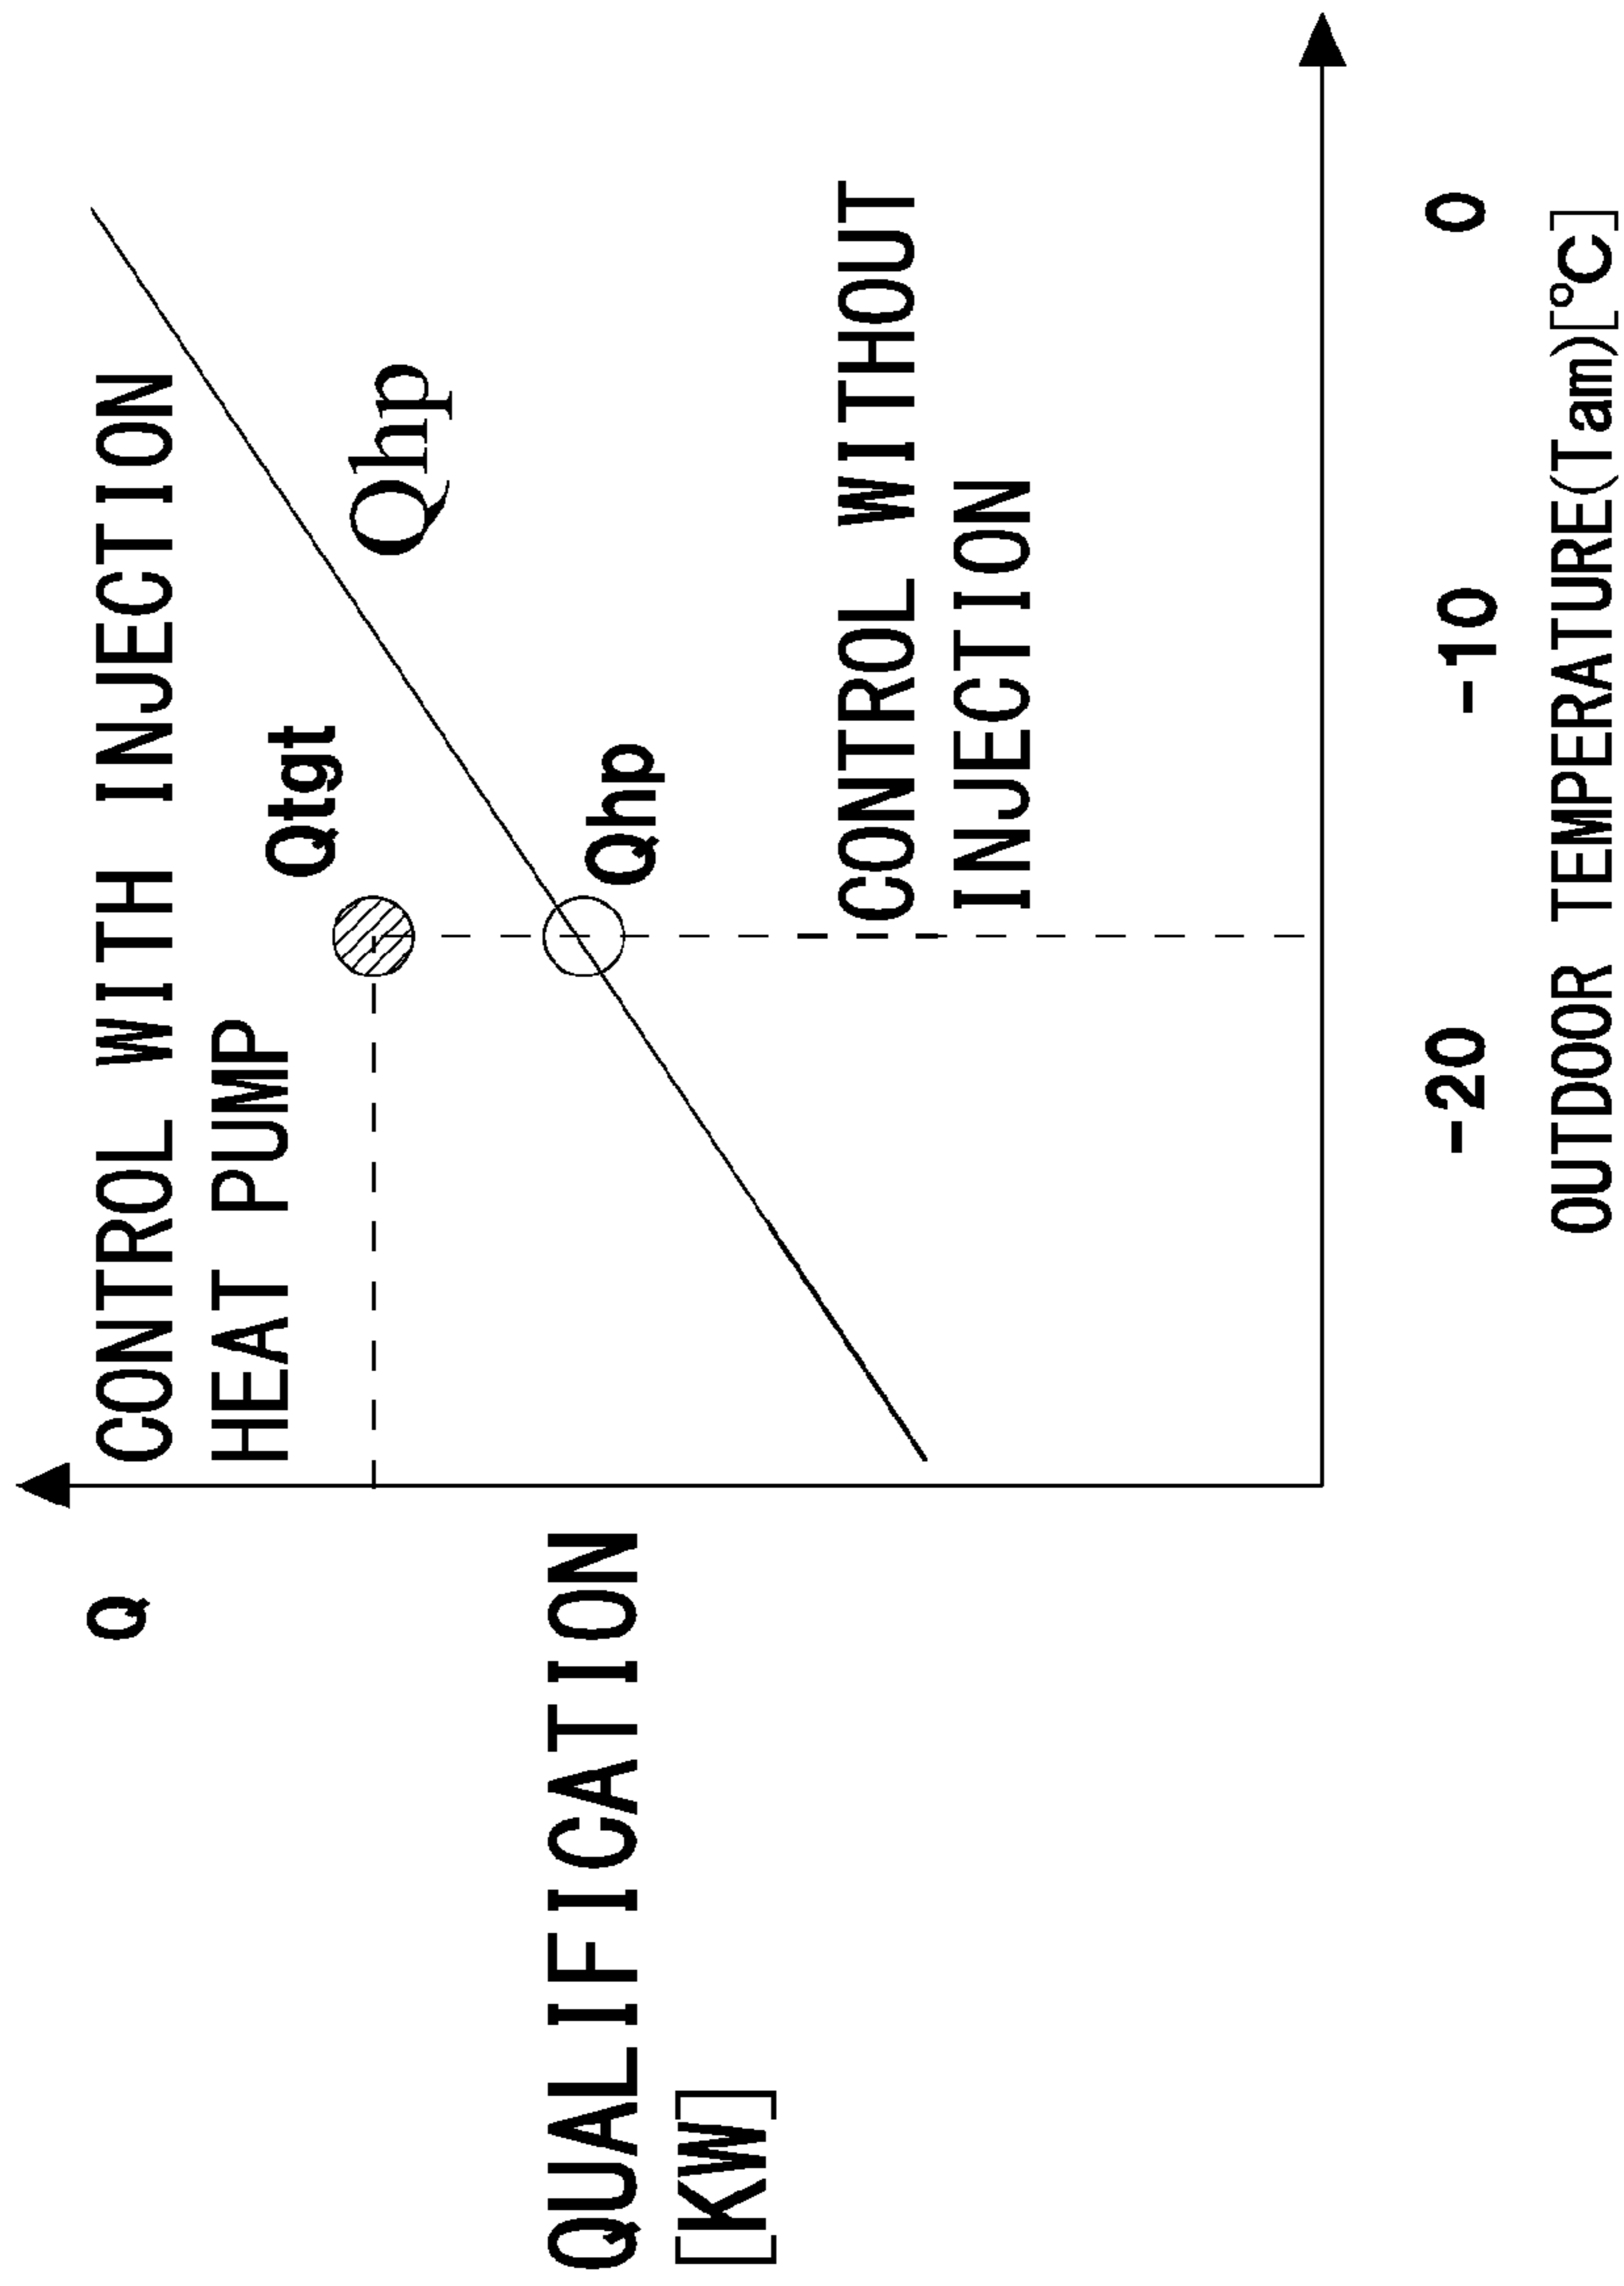 Q
CONTROL WITH INJECTION
HEAT PUMP
Qtgt
Qhp
QUALIFICATION
[KW]
Qhp
CONTROL WITHOUT
INJECTION
-20
-10
0
OUTDOOR TEMPERATURE(Tam)[°C]